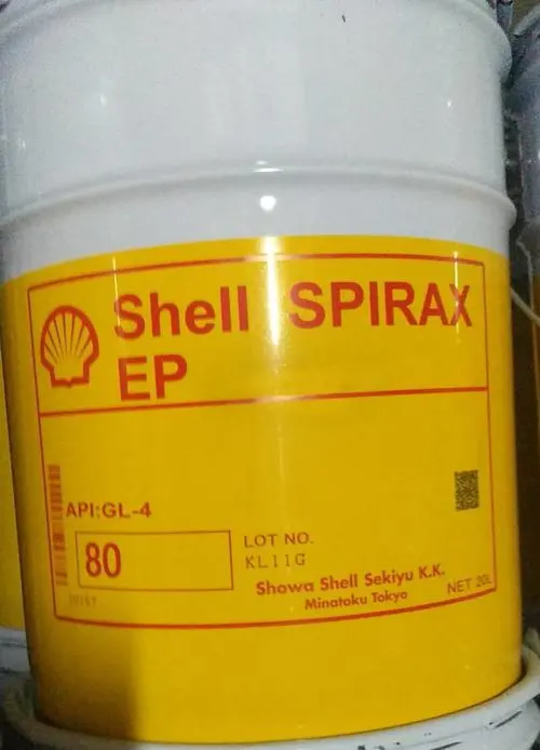 Shell SPIRAX
EP
API:GL-4
80
LOT NO.
KL11G
Showa Shell Sekiyu K.K.
Minatoku Tokyo
NET 20L